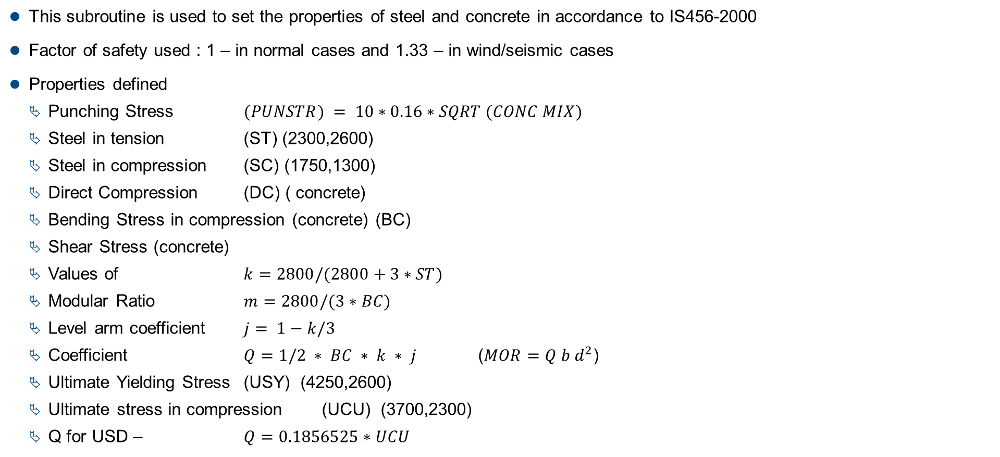 This subroutine is used to set the properties of steel and concrete in accordance to IS456-2000
Factor of safety used : 1 – in normal cases and 1.33 – in wind/seismic cases
Properties defined
Punching Stress (PUNSTR) = 10 * 0.16 * SQRT (CONC MIX)
Steel in tension (ST) (2300,2600)
Steel in compression (SC) (1750,1300)
Direct Compression (DC) ( concrete)
Bending Stress in compression (concrete) (BC)
Shear Stress (concrete)
Values of k = 2800/(2800 + 3 * ST)
Modular Ratio m = 2800/(3 * BC)
Level arm coefficient j = 1 − k/3
Coefficient Q = 1/2 * BC * k * j (MOR = Q b d²)
Ultimate Yielding Stress (USY) (4250,2600)
Ultimate stress in compression (UCU) (3700,2300)
Q for USD – Q = 0.1856525 * UCU